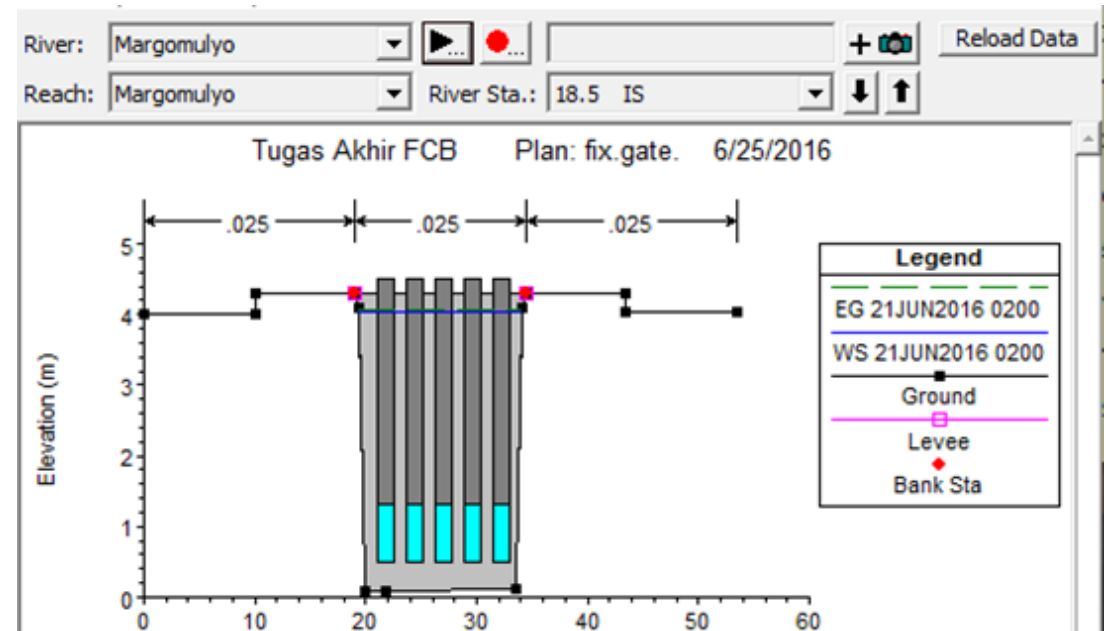 River: Margomulyo ... ... + Reload Data
Reach: Margomulyo River Sta.: 18.5 IS
Tugas Akhir FCB Plan: fix.gate. 6/25/2016
.025 .025 .025
Legend
EG 21JUN2016 0200
WS 21JUN2016 0200
Ground
Levee
Bank Sta
Elevation (m)
5
4
3
2
1
0
0 10 20 30 40 50 60